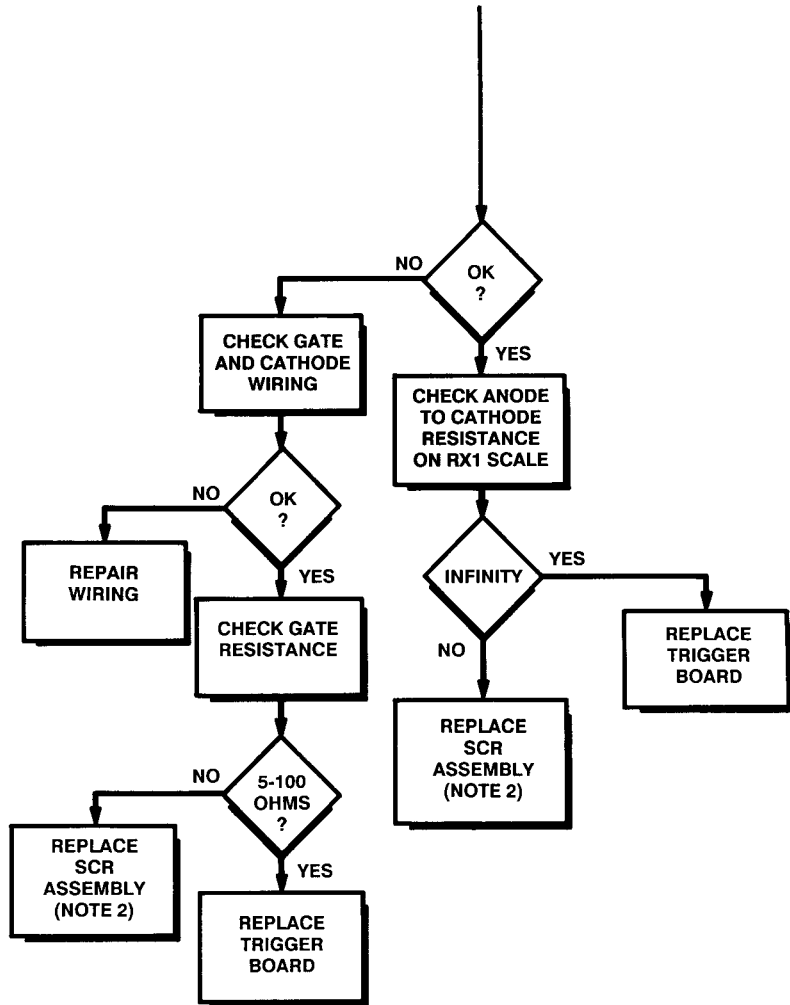 OK
?
NO
YES
CHECK GATE
AND CATHODE
WIRING
CHECK ANODE
TO CATHODE
RESISTANCE
ON RX1 SCALE
OK
?
NO
YES
REPAIR
WIRING
CHECK GATE
RESISTANCE
INFINITY
YES
NO
REPLACE
TRIGGER
BOARD
REPLACE
SCR
ASSEMBLY
(NOTE 2)
5-100
OHMS
?
NO
YES
REPLACE
SCR
ASSEMBLY
(NOTE 2)
REPLACE
TRIGGER
BOARD